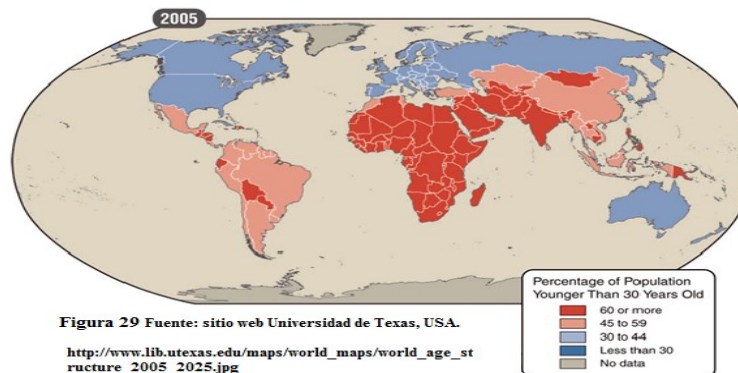 2005
Percentage of Population
Younger Than 30 Years Old
60 or more
45 to 59
30 to 44
Less than 30
No data
Figura 29 Fuente: sitio web Universidad de Texas, USA.
http://www.lib.utexas.edu/maps/world_maps/world_age_st
ructure_2005_2025.jpg